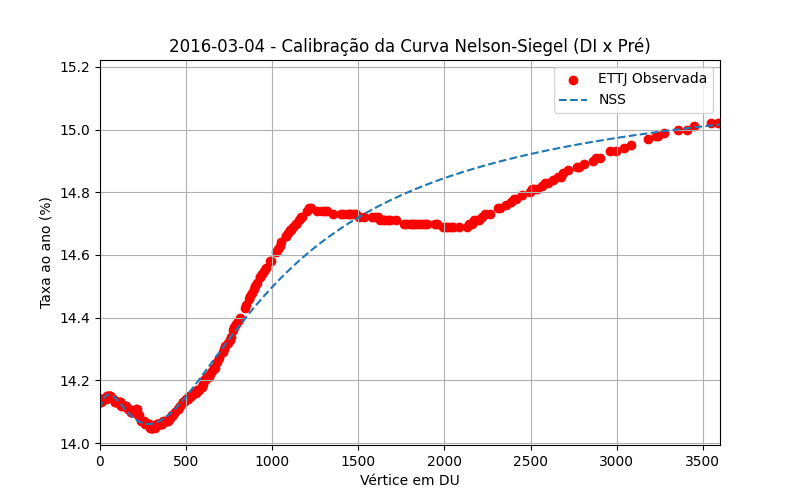 2016-03-04 - Calibração da Curva Nelson-Siegel (DI x Pré)
ETTJ Observada
NSS
Taxa ao ano (%)
15.2
15.0
14.8
14.6
14.4
14.2
14.0
0 500 1000 1500 2000 2500 3000 3500
Vértice em DU